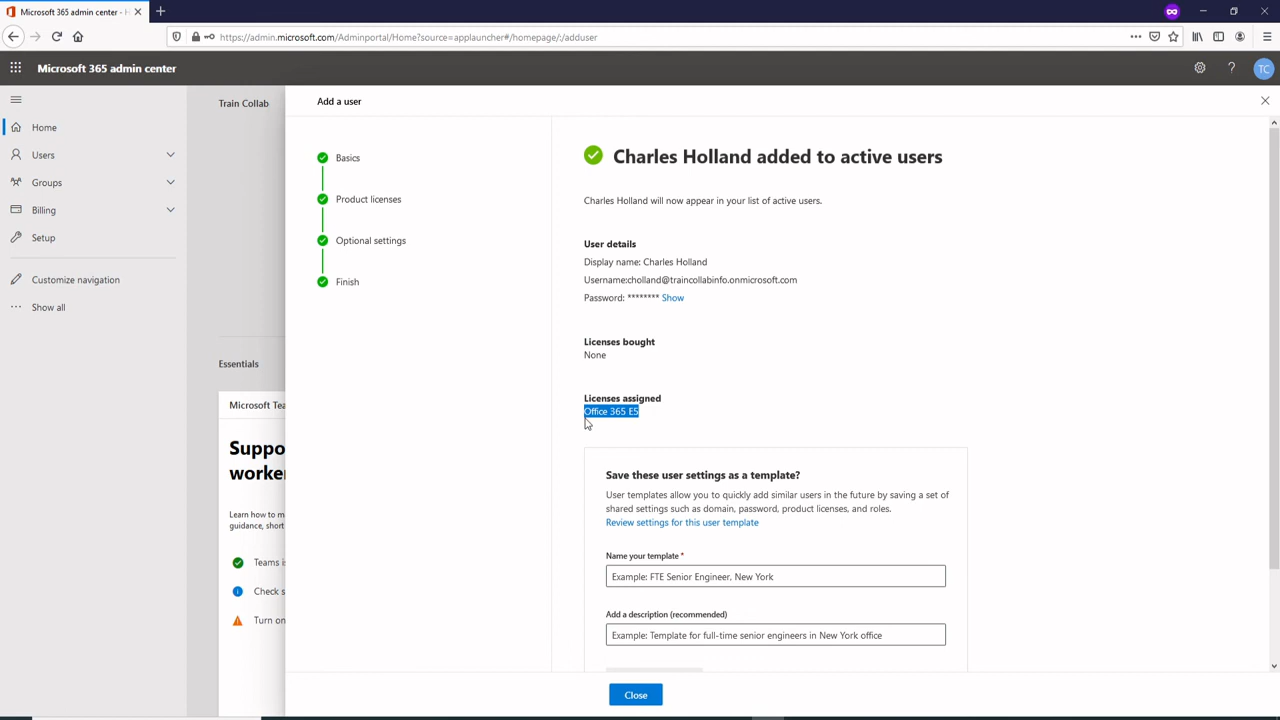 Microsoft 365 admin center - H
https://admin.microsoft.com/Adminportal/Home?source=applauncher#/homepage/:/adduser
Microsoft 365 admin center
TC
Home
Users
Groups
Billing
Setup
Customize navigation
Show all
Train Collab
Essentials
Microsoft Tea
Suppo
worke
Learn how to m
guidance, short
Teams is
Check s
Turn on
Add a user
Basics
Product licenses
Optional settings
Finish
Charles Holland added to active users
Charles Holland will now appear in your list of active users.
User details
Display name: Charles Holland
Username:cholland@traincollabinfo.onmicrosoft.com
Password: ******** Show
Licenses bought
None
Licenses assigned
Office 365 E5
Save these user settings as a template?
User templates allow you to quickly add similar users in the future by saving a set of
shared settings such as domain, password, product licenses, and roles.
Review settings for this user template
Name your template *
Example: FTE Senior Engineer, New York
Add a description (recommended)
Example: Template for full-time senior engineers in New York office
Close